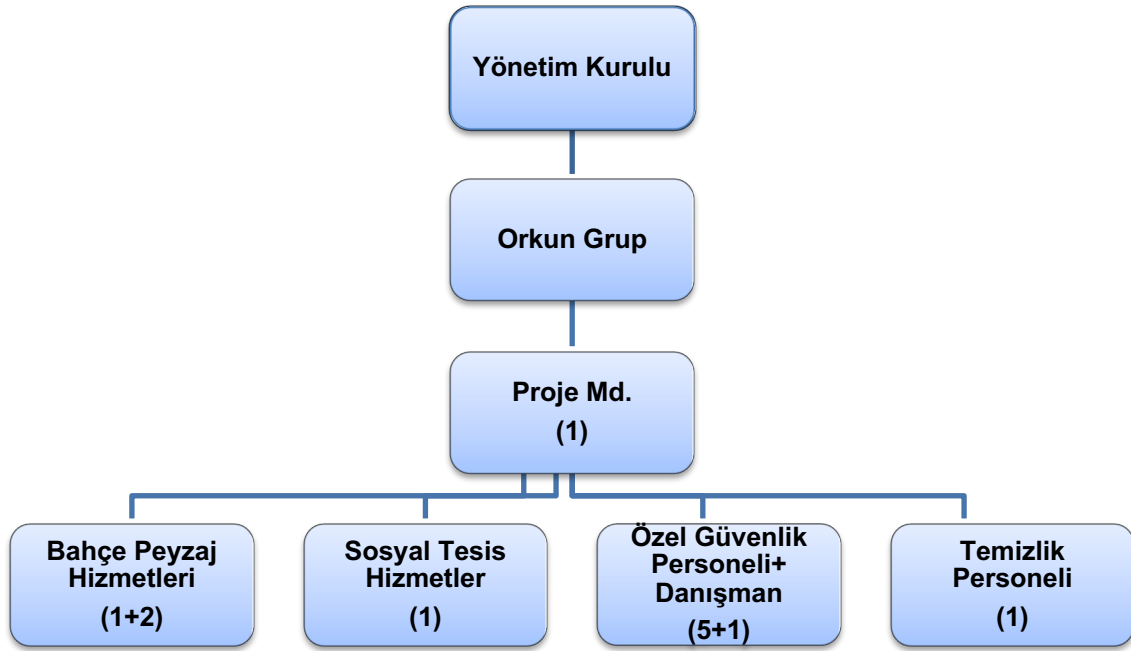 Yönetim Kurulu
Orkun Grup
Proje Md.
(1)
Bahçe Peyzaj
Hizmetleri
(1+2)
Sosyal Tesis
Hizmetler
(1)
Özel Güvenlik
Personeli+
Danışman
(5+1)
Temizlik
Personeli
(1)